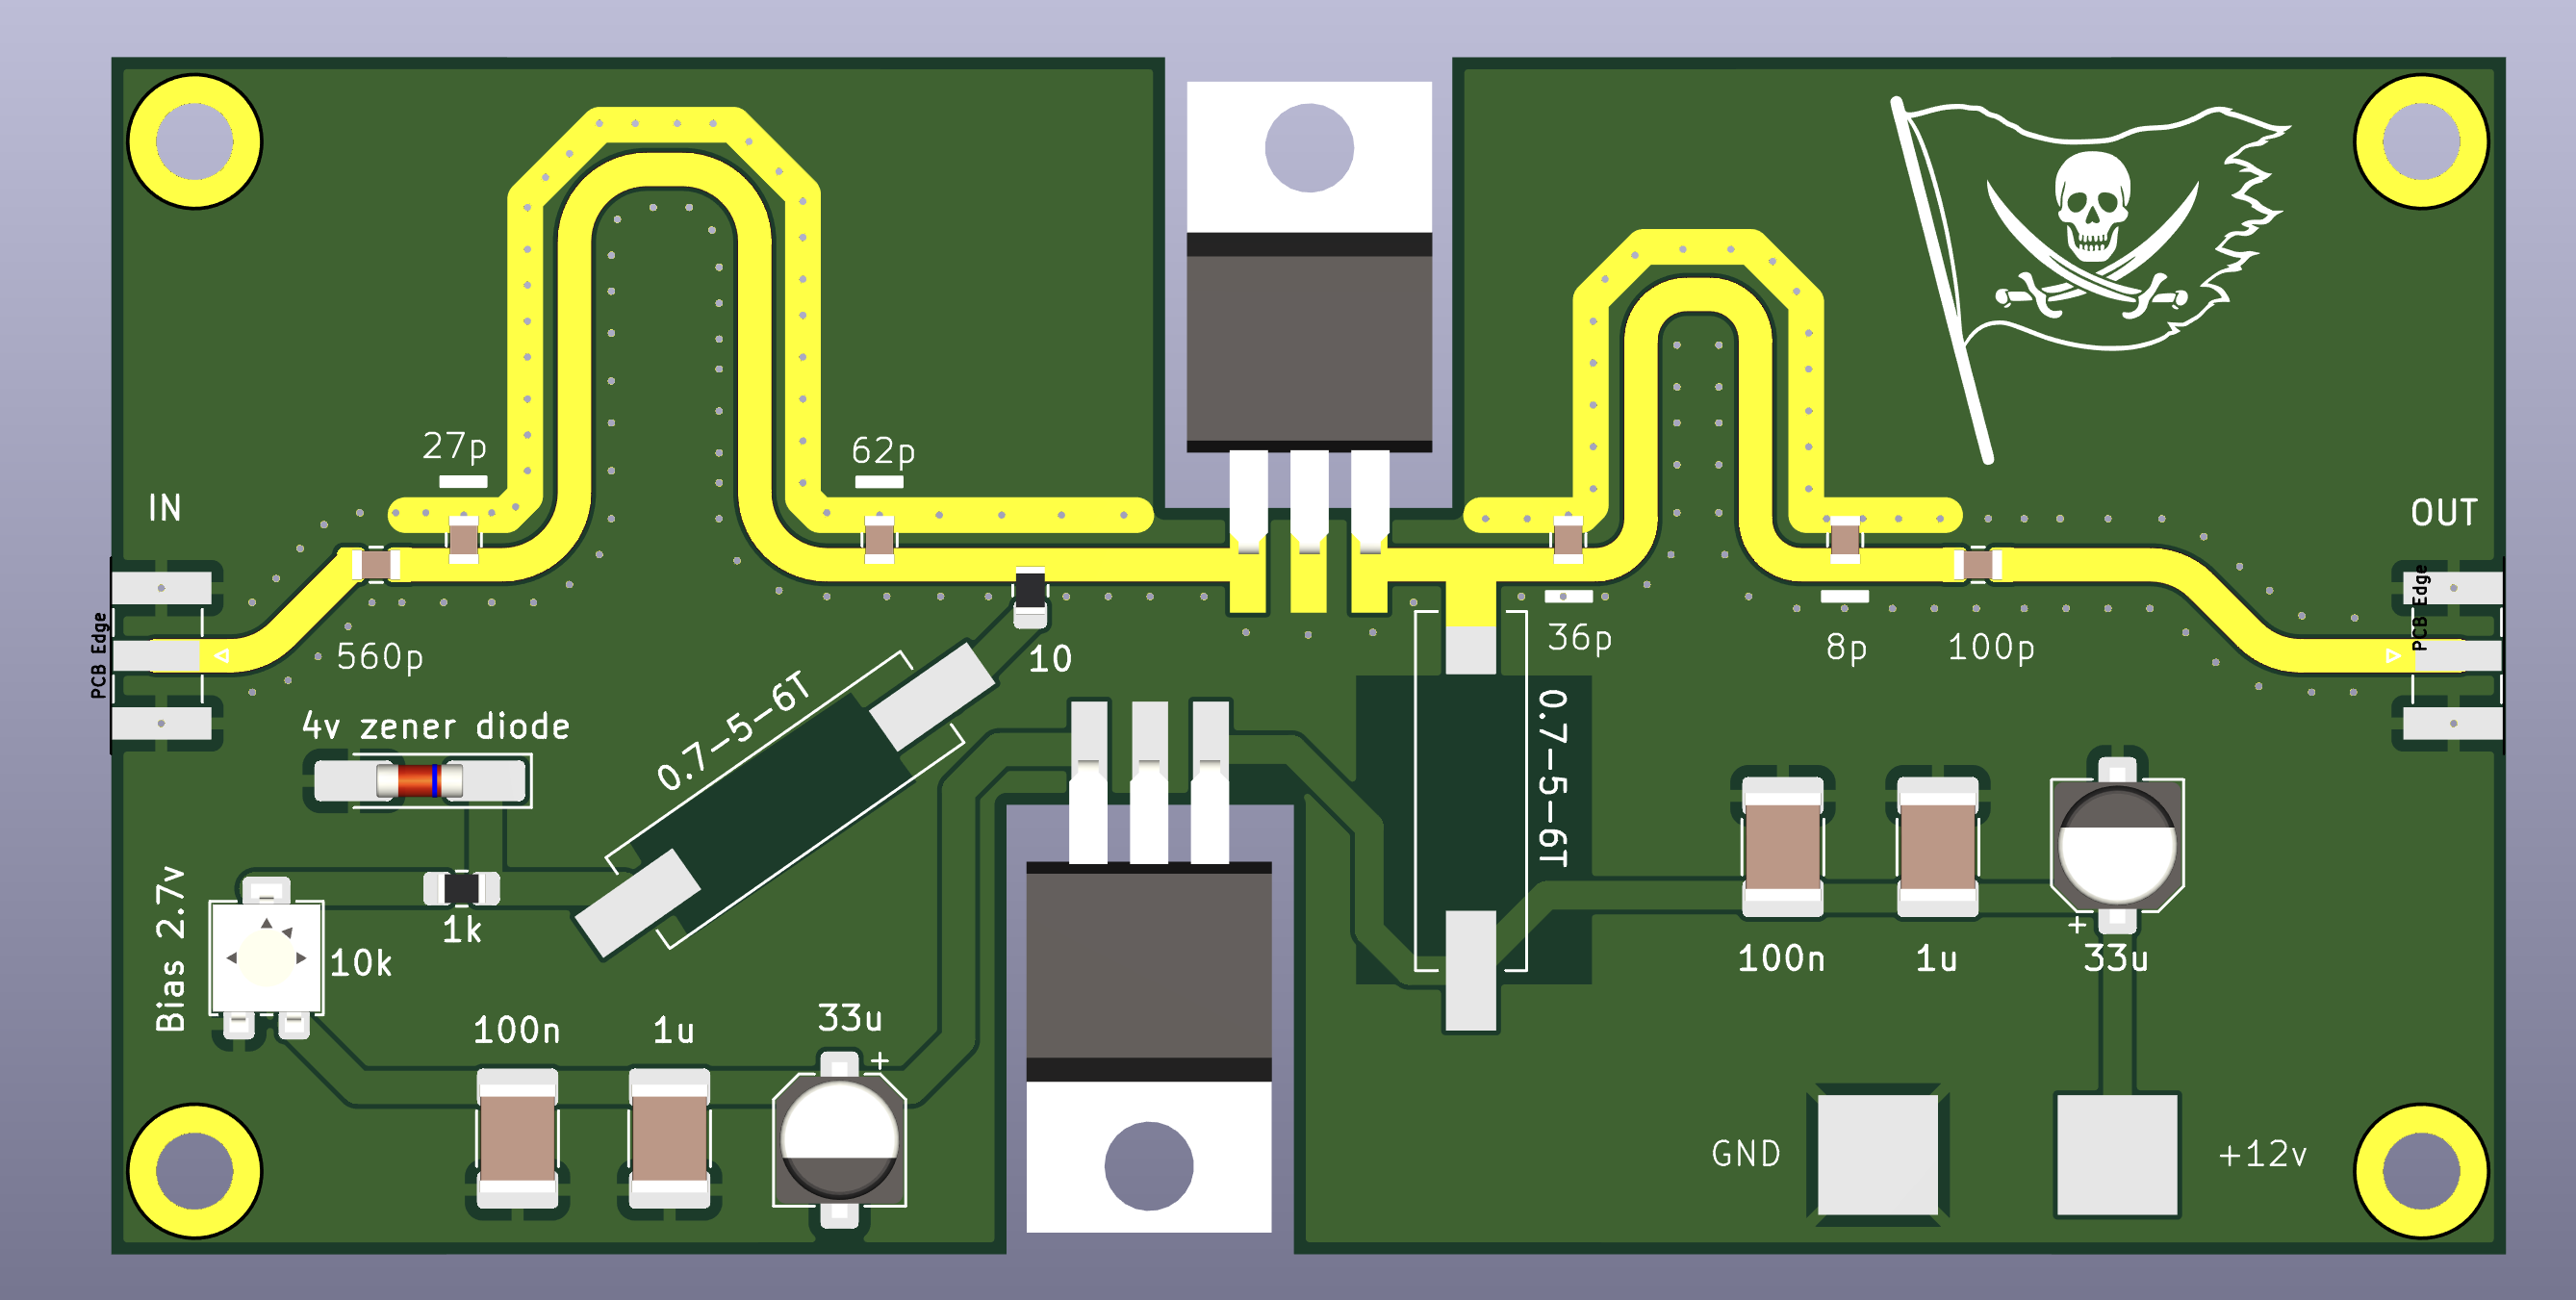 27p
62p
IN
OUT
PCB Edge
PCB Edge
560p
10
36p
8p
100p
4v zener diode
0.7-5-6T
0.7-5-6T
Bias 2.7v
1k
10k
+
100n
1u
33u
100n
1u
33u
+
GND
+12v